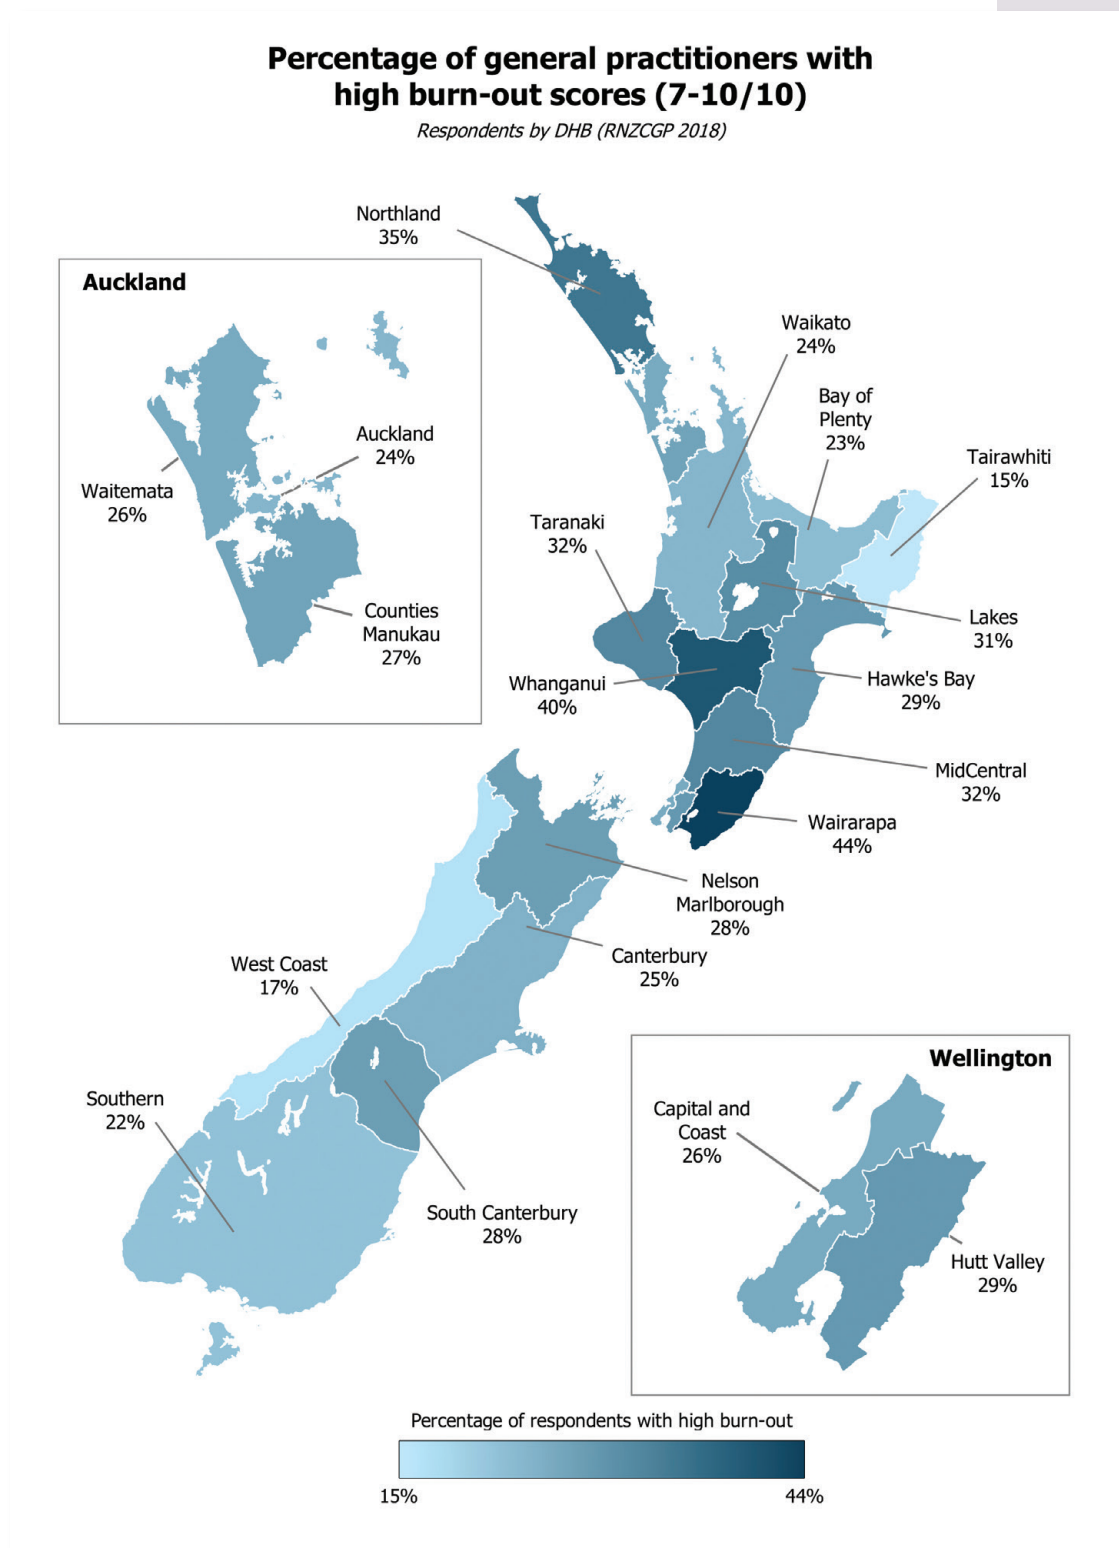 Percentage of general practitioners with
high burn-out scores (7-10/10)
Respondents by DHB (RNZCGP 2018)
Northland
35%
Auckland
Waikato
24%
Bay of
Plenty
23%
Auckland
24%
Tairawhiti
15%
Waitemata
26%
Taranaki
32%
Counties
Manukau
27%
Lakes
31%
Whanganui
40%
Hawke's Bay
29%
MidCentral
32%
Wairarapa
44%
Nelson
Marlborough
28%
Canterbury
25%
West Coast
17%
Wellington
Southern
22%
Capital and
Coast
26%
South Canterbury
28%
Hutt Valley
29%
Percentage of respondents with high burn-out
15%
44%